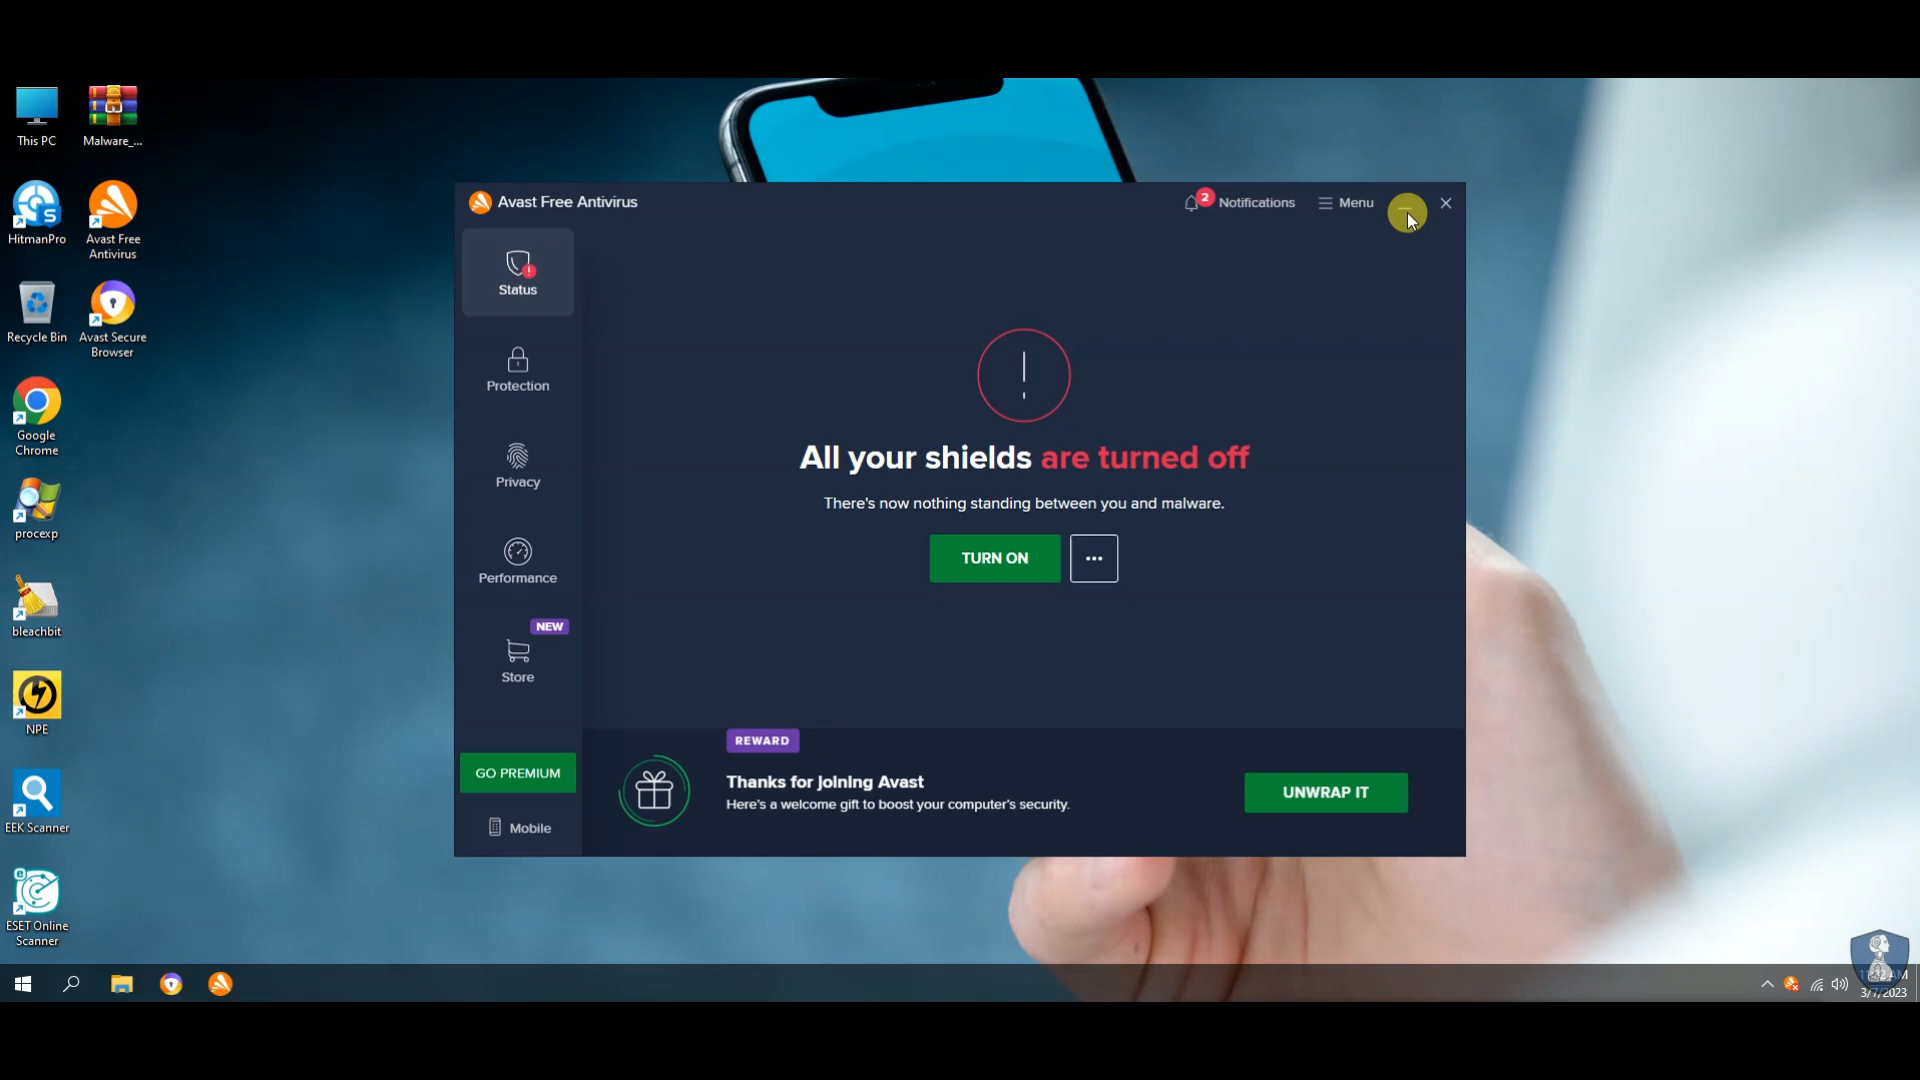 This PC
Malware_...
HitmanPro
Avast Free
Antivirus
Recycle Bin
Avast Secure
Browser
Google
Chrome
procexp
bleachbit
NPE
EEK Scanner
ESET Online
Scanner
Avast Free Antivirus
2
Notifications
Menu
Status
Protection
Privacy
Performance
NEW
Store
GO PREMIUM
Mobile
All your shields are turned off
There's now nothing standing between you and malware.
TURN ON
REWARD
Thanks for joining Avast
Here's a welcome gift to boost your computer's security.
UNWRAP IT
3/7/2023